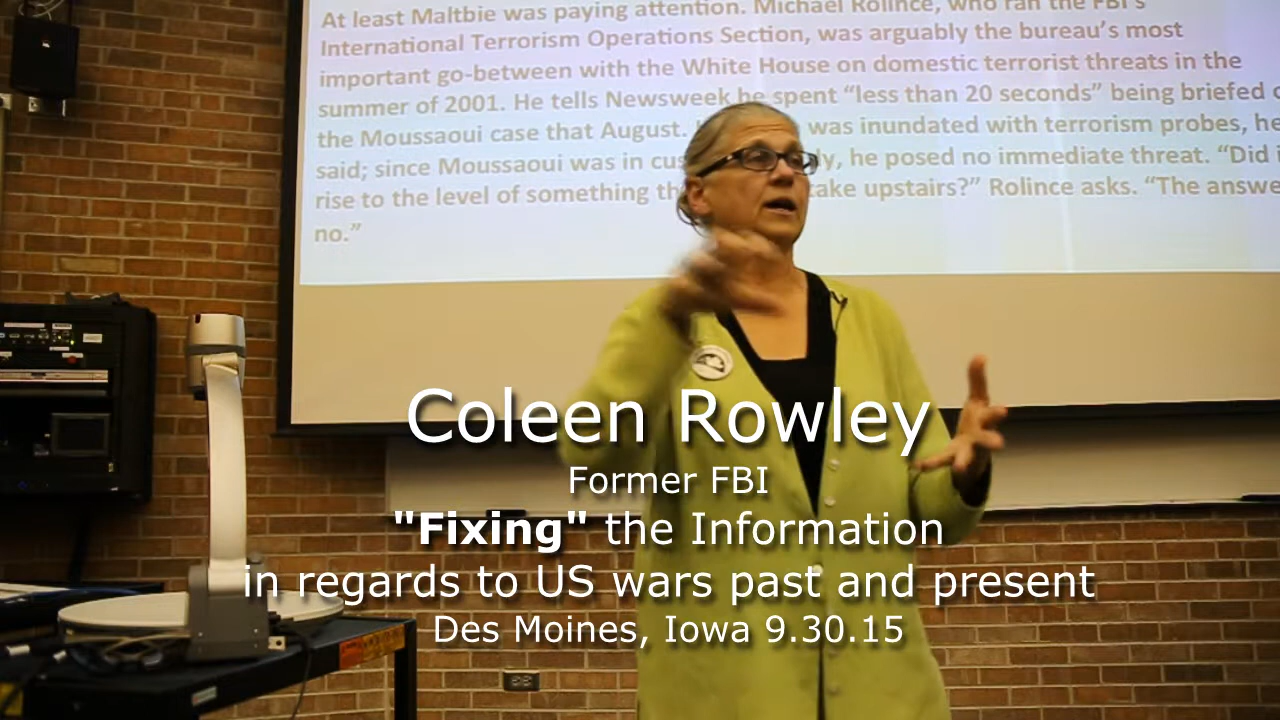 At least Maltbie was paying attention. Michael Rolince, who ran the FBI's
International Terrorism Operations Section, was arguably the bureau's most
important go-between with the White House on domestic terrorist threats in the
summer of 2001. He tells Newsweek he spent “less than 20 seconds” being briefed
the Moussaoui case that August. was inundated with terrorism probes, he
said; since Moussaoui was in he posed no immediate threat. “Did
rise to the level of something take upstairs?” Rolince asks. “The
no.”
Coleen Rowley
Former FBI
"Fixing" the Information
in regards to US wars past and present
Des Moines, Iowa 9.30.15